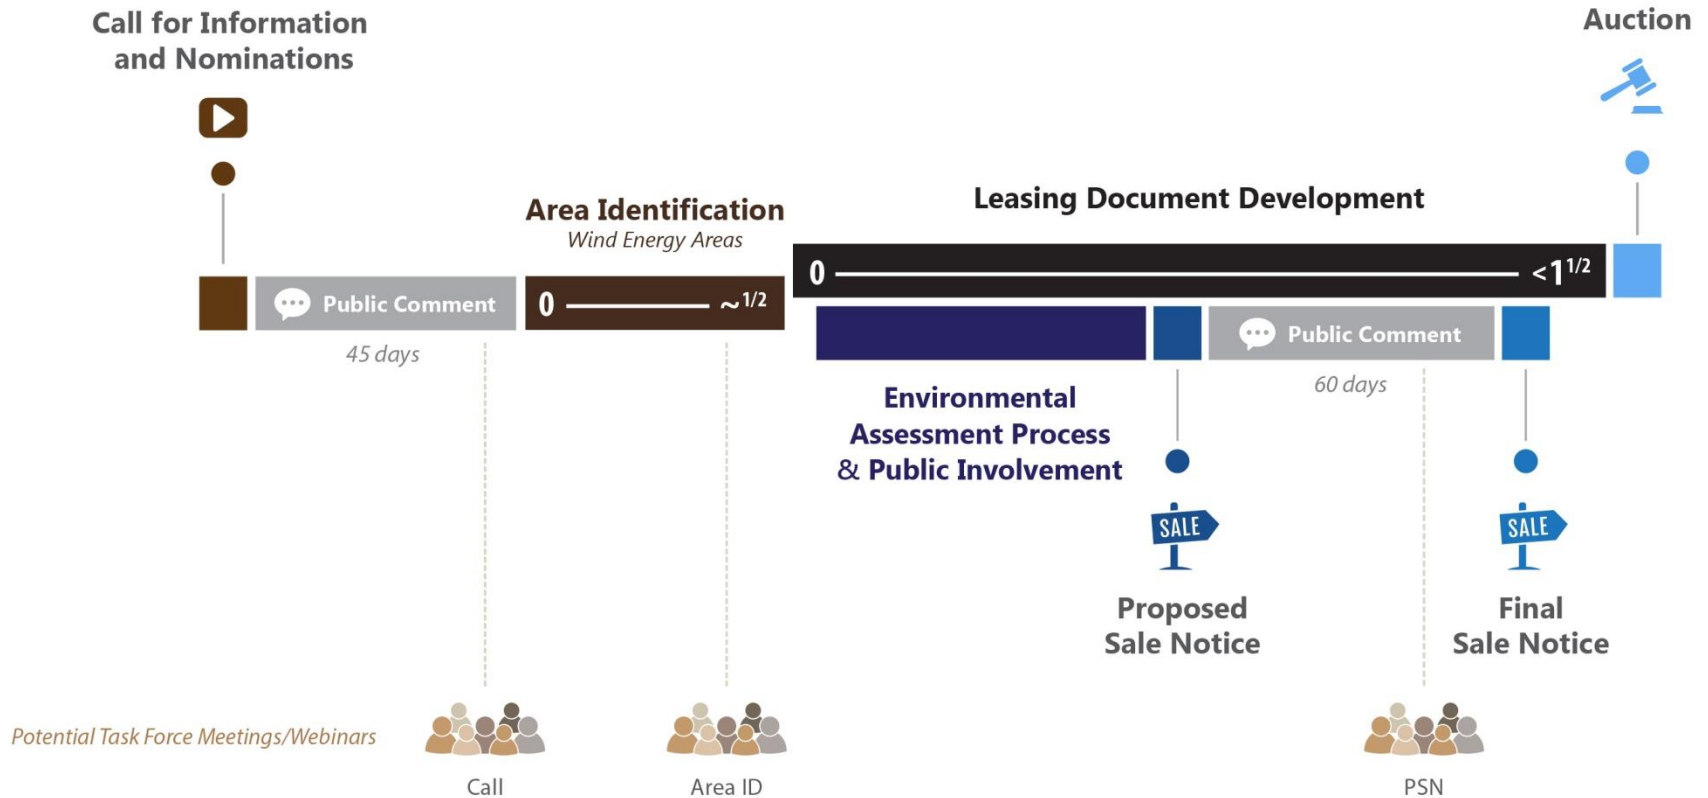 Call for Information
and Nominations
Auction
Area Identification
Wind Energy Areas
Leasing Document Development
0 <1 1/2
Public Comment
0 ~ 1/2
Public Comment
45 days
60 days
Environmental
Assessment Process
& Public Involvement
SALE
SALE
Proposed
Sale Notice
Final
Sale Notice
Potential Task Force Meetings/Webinars
Call
Area ID
PSN